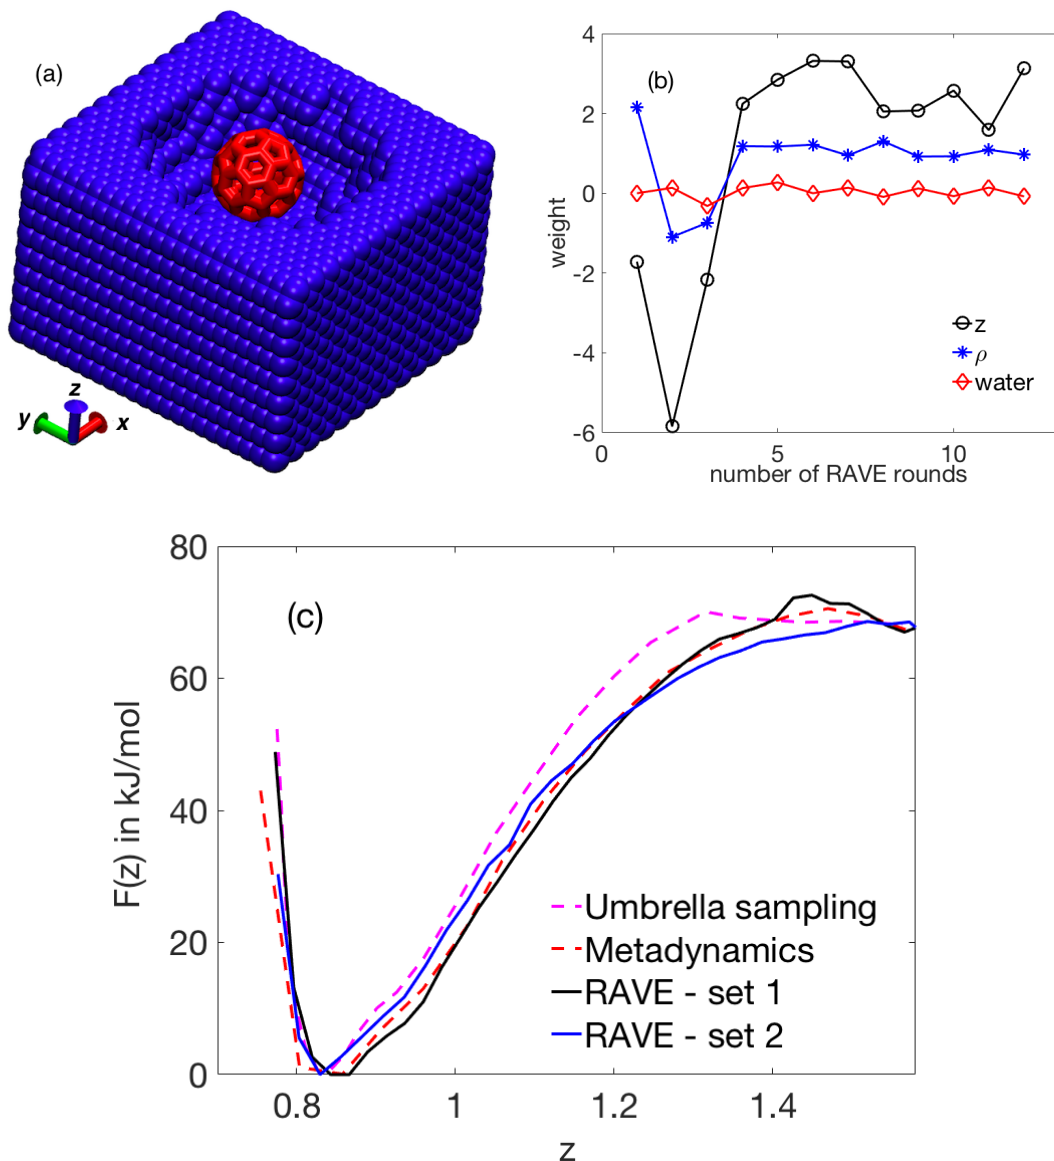 (a)
z
y
x
(b)
4
2
0
-2
-4
-6
weight
z
ρ
water
0
5
10
number of RAVE rounds
(c)
80
60
40
20
0
F(z) in kJ/mol
Umbrella sampling
Metadynamics
RAVE - set 1
RAVE - set 2
0.8
1
1.2
1.4
z